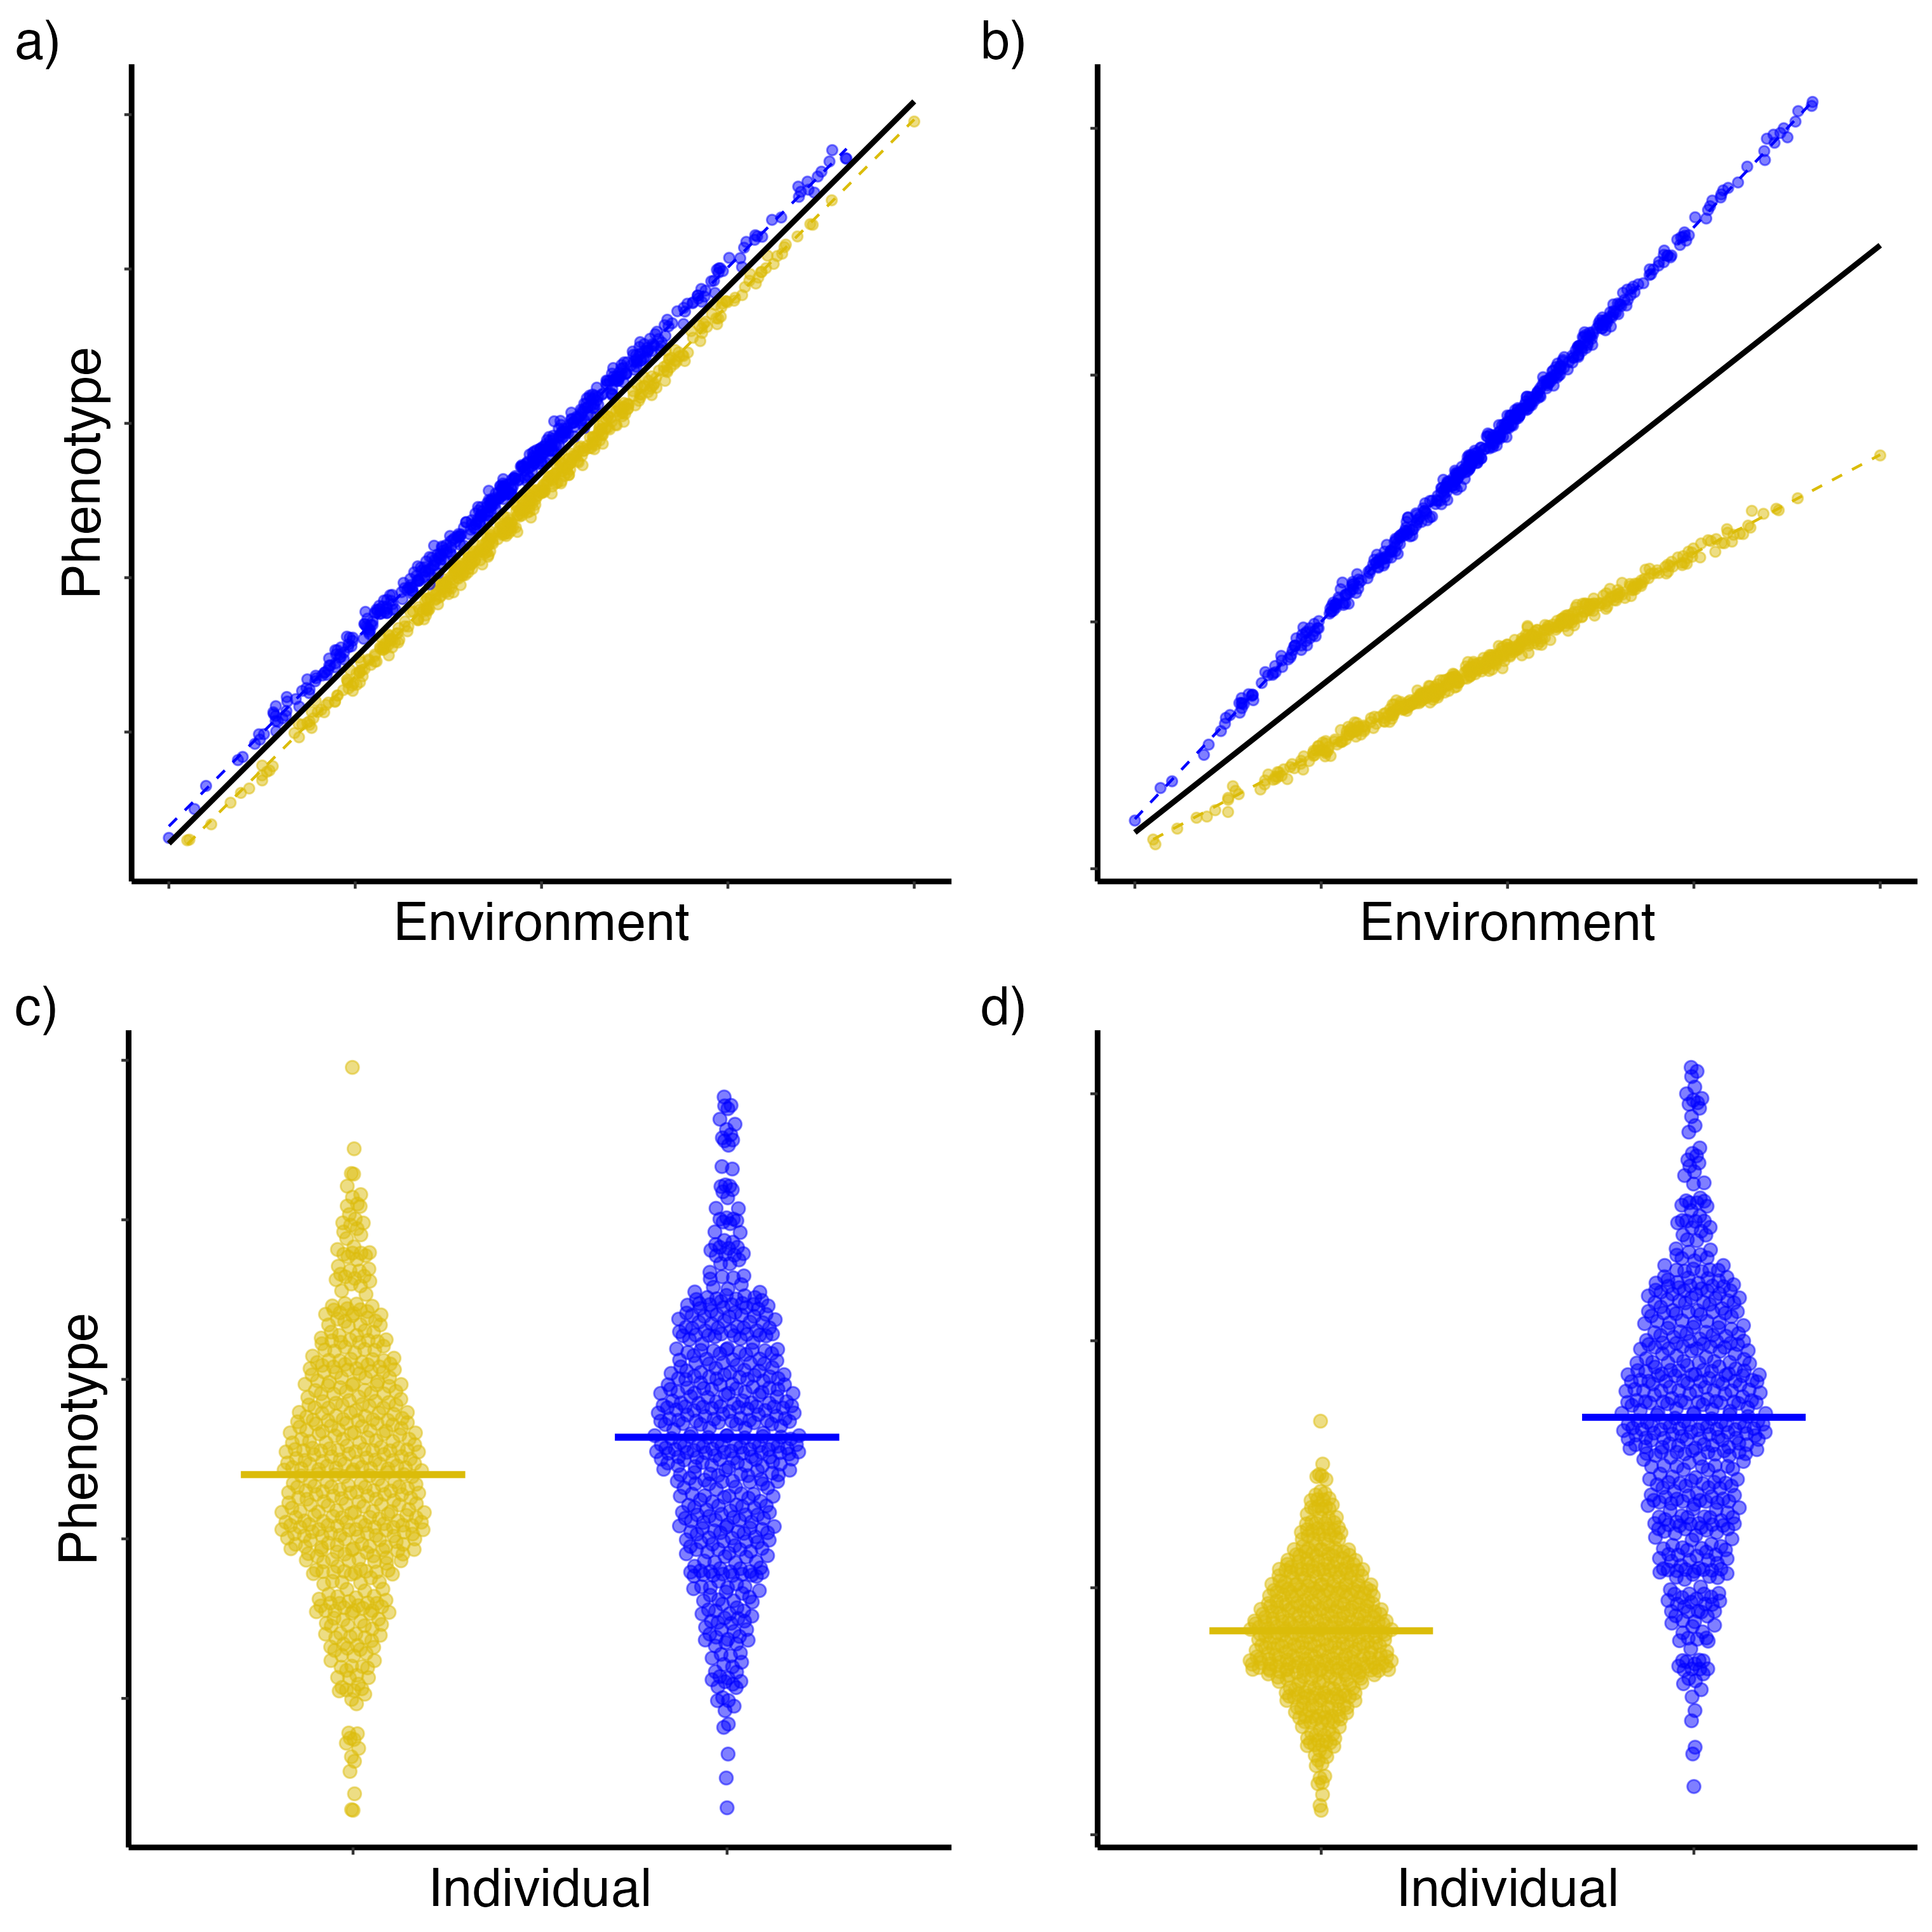 a)
b)
Phenotype
Environment
Environment
c)
d)
Phenotype
Individual
Individual